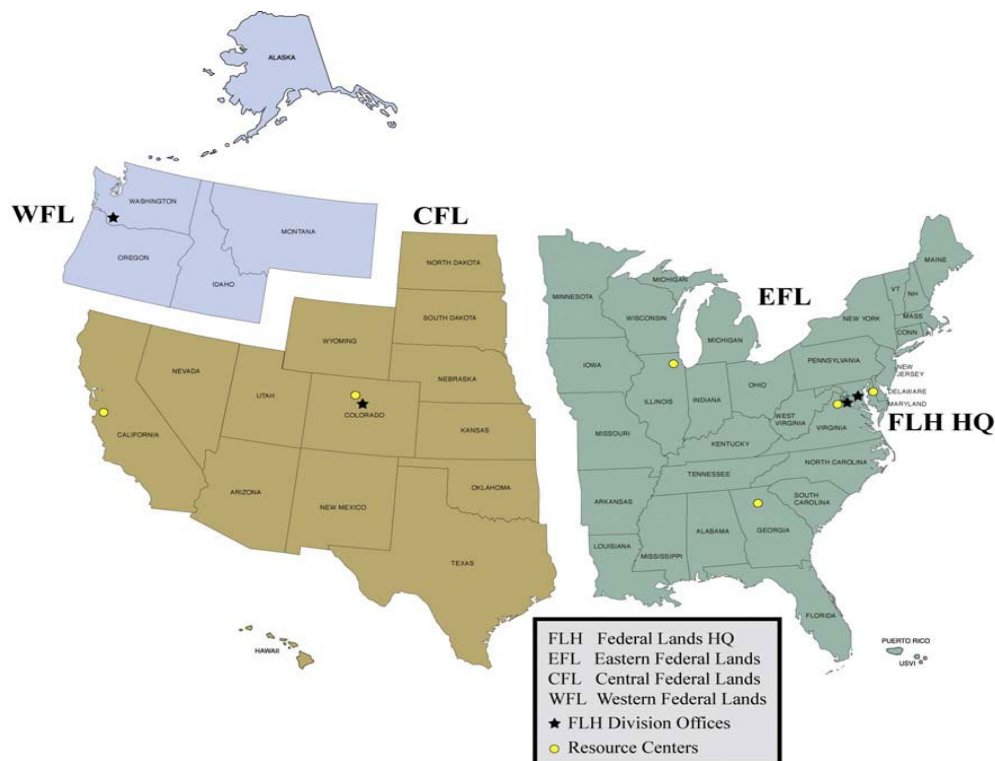 ALASKA
WFL
WASHINGTON
MONTANA
OREGON
IDAHO
CFL
NORTH DAKOTA
SOUTH DAKOTA
WYOMING
NEVADA
NEBRASKA
UTAH
COLORADO
KANSAS
CALIFORNIA
OKLAHOMA
ARIZONA
NEW MEXICO
TEXAS
HAWAII
EFL
MAINE
VT
NH
MICHIGAN
MINNESOTA
WISCONSIN
MASS
NEW YORK
CONN
MICHIGAN
PENNSYLVANIA
IOWA
NEW
JERSEY
OHIO
DELAWARE
ILLINOIS
INDIANA
MARYLAND
WEST
VIRGINIA
VIRGINIA
FLH HQ
MISSOURI
KENTUCKY
NORTH CAROLINA
TENNESSEE
SOUTH
CAROLINA
ARKANSAS
GEORGIA
ALABAMA
LOUISIANA
MISSISSIPPI
FLORIDA
PUERTO RICO
USVI
FLH Federal Lands HQ
EFL Eastern Federal Lands
CFL Central Federal Lands
WFL Western Federal Lands
FLH Division Offices
Resource Centers